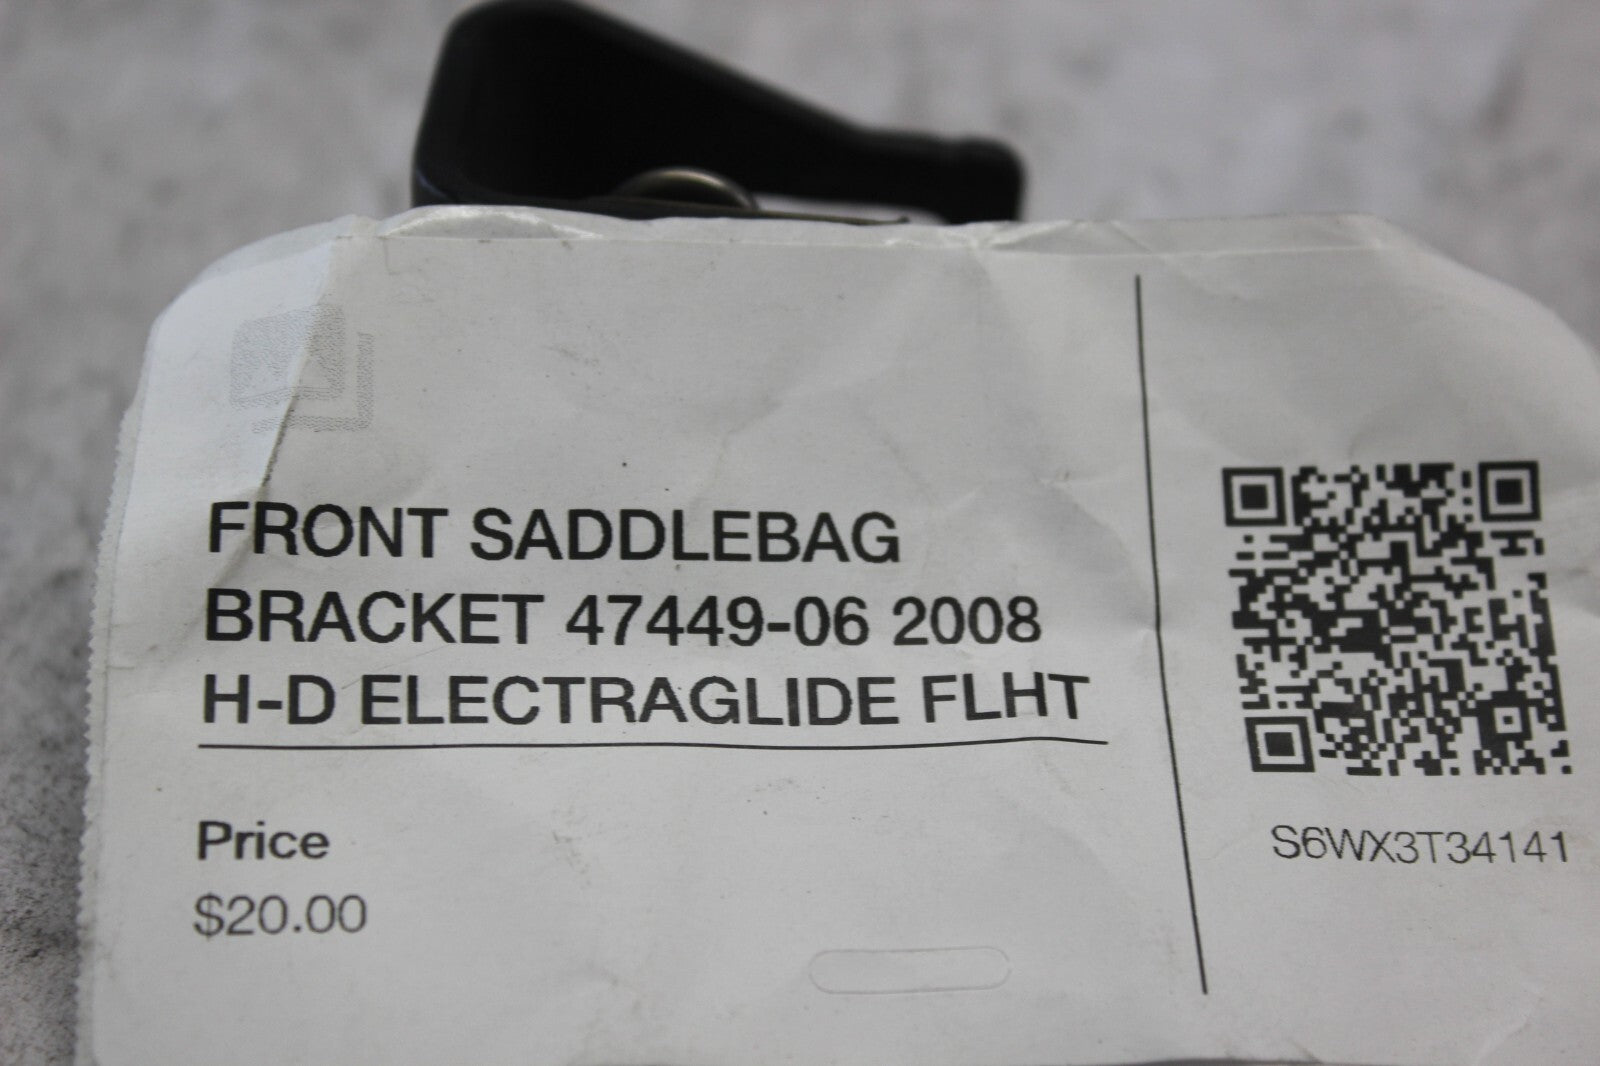 FRONT SADDLEBAG
BRACKET 47449-06 2008
H-D ELECTRAGLIDE FLHT
Price
$20.00
S6WX3T34141